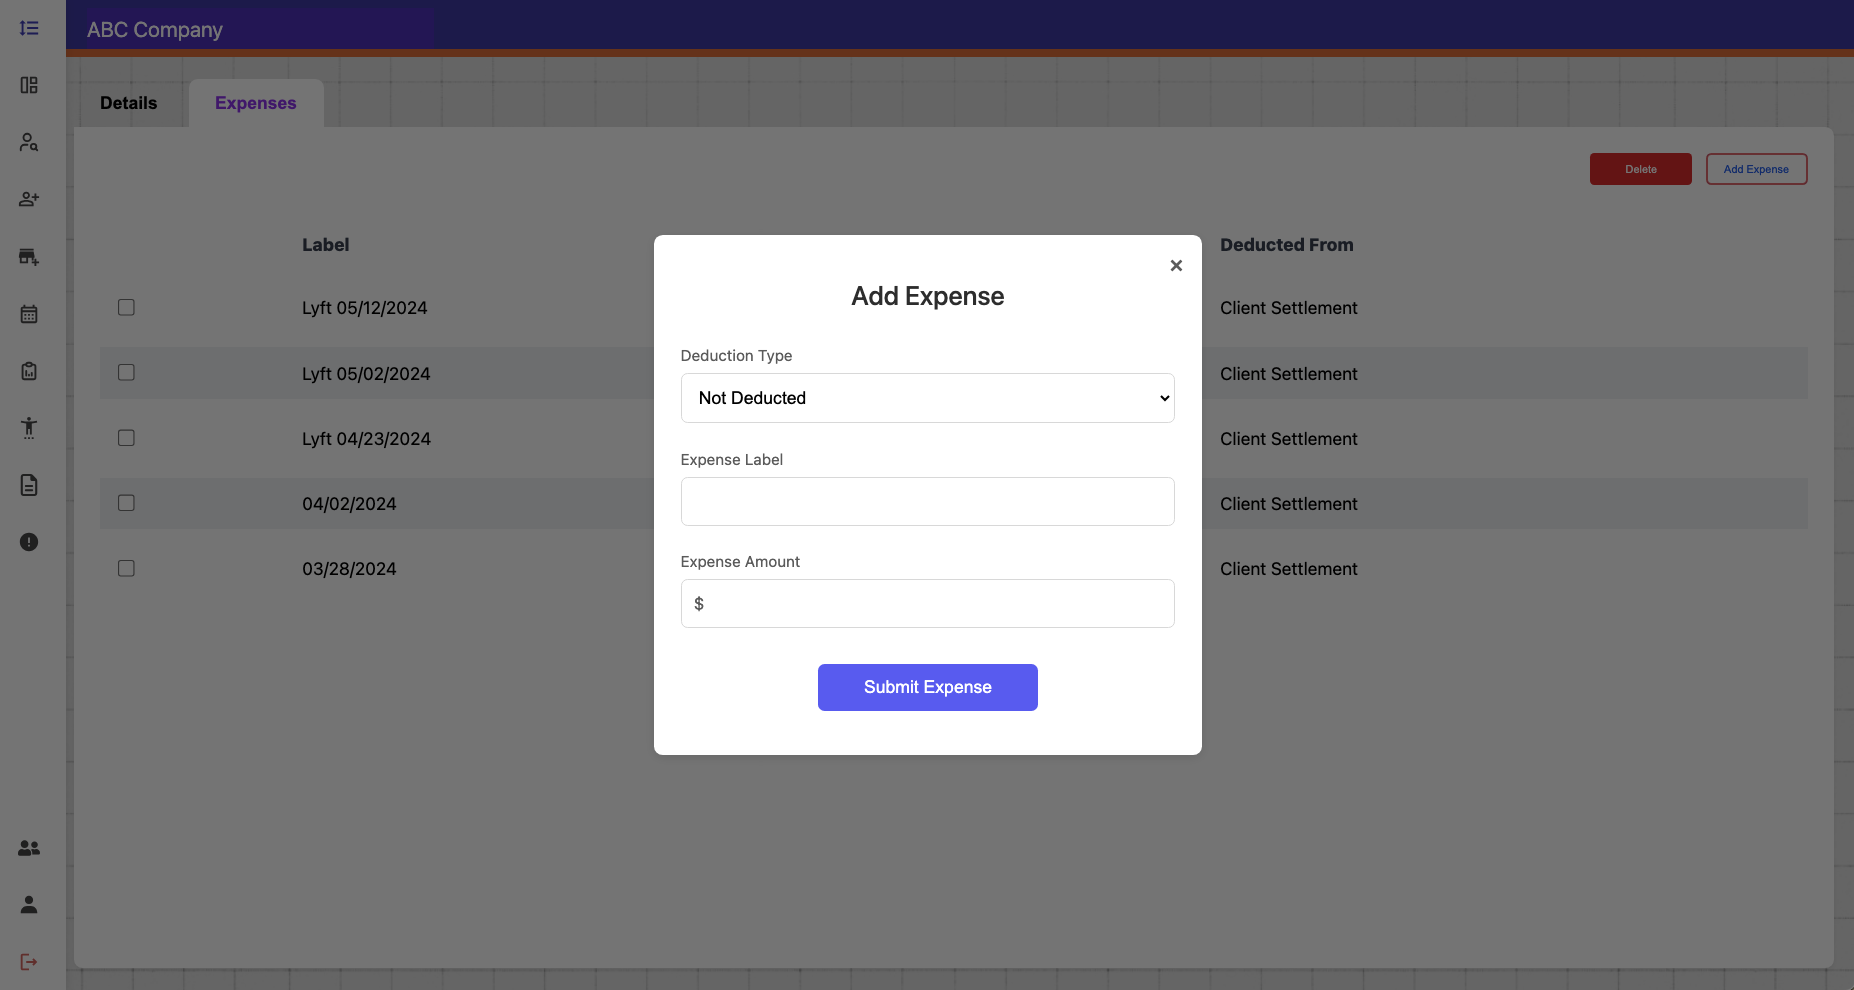 ABC Company
Details
Expenses
Delete
Add Expense
Label
Deducted From
Lyft 05/12/2024
Client Settlement
Lyft 05/02/2024
Client Settlement
Lyft 04/23/2024
Client Settlement
04/02/2024
Client Settlement
03/28/2024
Client Settlement
×
Add Expense
Deduction Type
Not Deducted
Expense Label
Expense Amount
$
Submit Expense